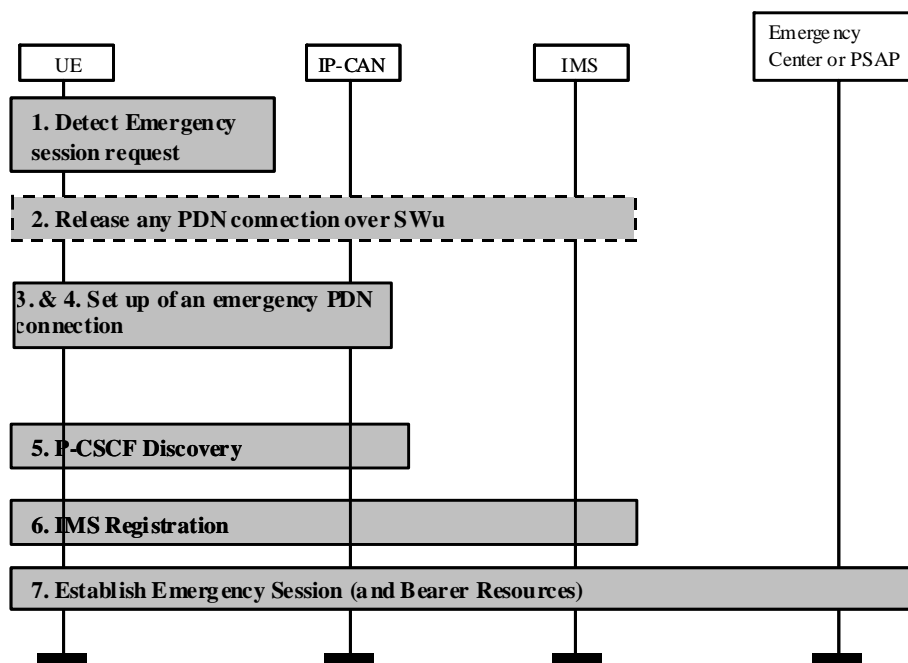 Emergency
Center or PSAP
UE
IP-CAN
IMS
1. Detect Emergency
session request
2. Release any PDN connection over SWu
3. & 4. Set up of an emergency PDN
connection
5. P-CSCF Discovery
6. IMS Registration
7. Establish Emergency Session (and Bearer Resources)